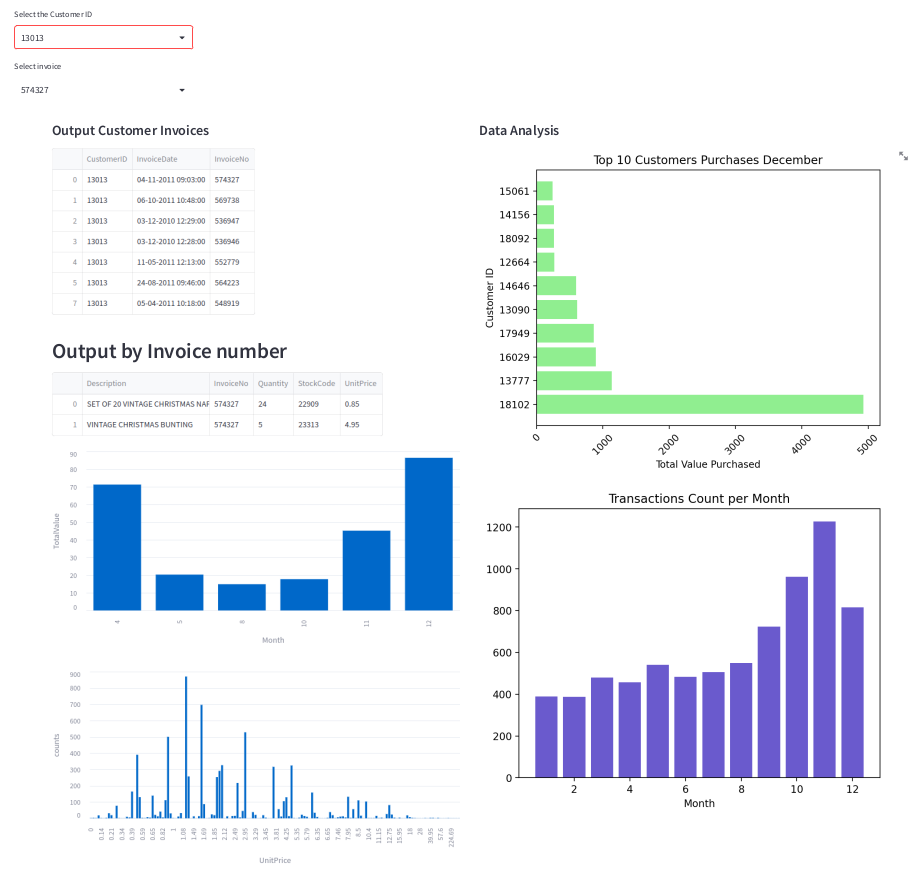 Select the Customer ID
13013
Select invoice
574327
Output Customer Invoices
CustomerID InvoiceDate InvoiceNo
0 13013 04-11-2011 09:03:00 574327
1 13013 06-10-2011 10:48:00 569738
2 13013 03-12-2010 12:29:00 536947
3 13013 03-12-2010 12:28:00 536946
4 13013 11-05-2011 12:13:00 552779
5 13013 24-08-2011 09:46:00 564223
7 13013 05-04-2011 10:18:00 548919
Output by Invoice number
Description InvoiceNo Quantity StockCode UnitPrice
0 SET OF 20 VINTAGE CHRISTMAS NAP 574327 24 22909 0.85
1 VINTAGE CHRISTMAS BUNTING 574327 5 23313 4.95
90
80
70
60
50
40
30
20
10
0
TotalValue
4 5 8 10 11 12
Month
900
800
700
600
500
400
300
200
100
0
counts
0 0.14 0.21 0.34 0.39 0.59 0.65 0.82 1 1.08 1.49 1.69 1.85 2.12 2.49 2.95 3.29 3.45 3.81 4.25 5.35 5.79 6.35 6.65 7.46 7.95 8.5 10.4 11.15 12.75 15.95 18 28 39.95 57.6 224.69
UnitPrice
Data Analysis
Top 10 Customers Purchases December
15061
14156
18092
12664
14646
13090
17949
16029
13777
18102
Customer ID
0 1000 2000 3000 4000 5000
Total Value Purchased
Transactions Count per Month
1200
1000
800
600
400
200
0
2 4 6 8 10 12
Month